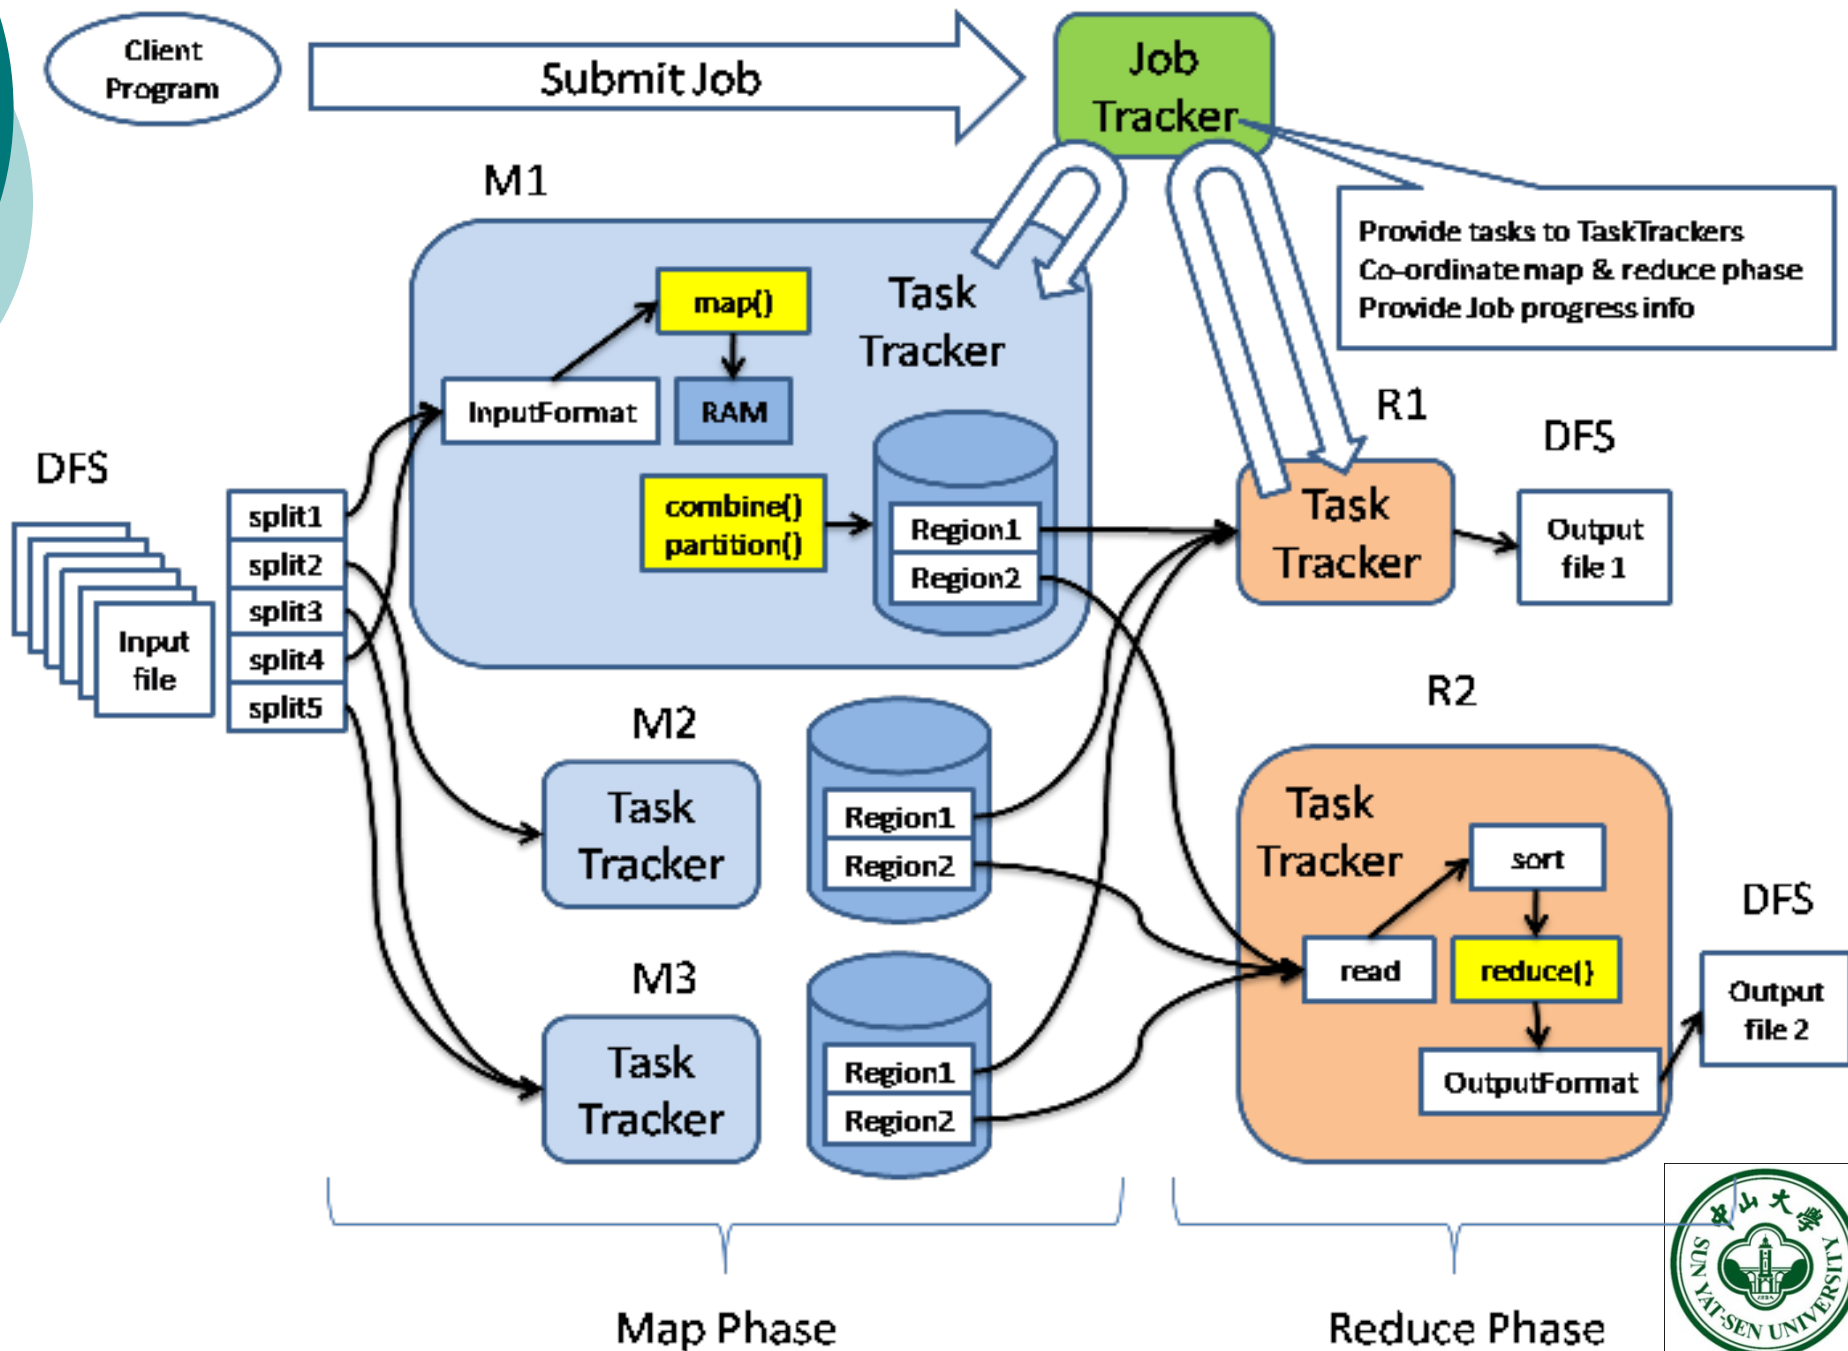 Client
Program
Submit Job
Job
Tracker
Provide tasks to TaskTrackers
Co-ordinate map & reduce phase
Provide Job progress info
M1
map()
Task
Tracker
InputFormat
RAM
combine()
partition()
Region1
Region2
DFS
Input
file
split1
split2
split3
split4
split5
M2
Task
Tracker
Region1
Region2
M3
Task
Tracker
Region1
Region2
R1
Task
Tracker
DFS
Output
file 1
R2
Task
Tracker
sort
read
reduce()
OutputFormat
DFS
Output
file 2
Map Phase
Reduce Phase
中山大學
SUN YAT-SEN UNIVERSITY